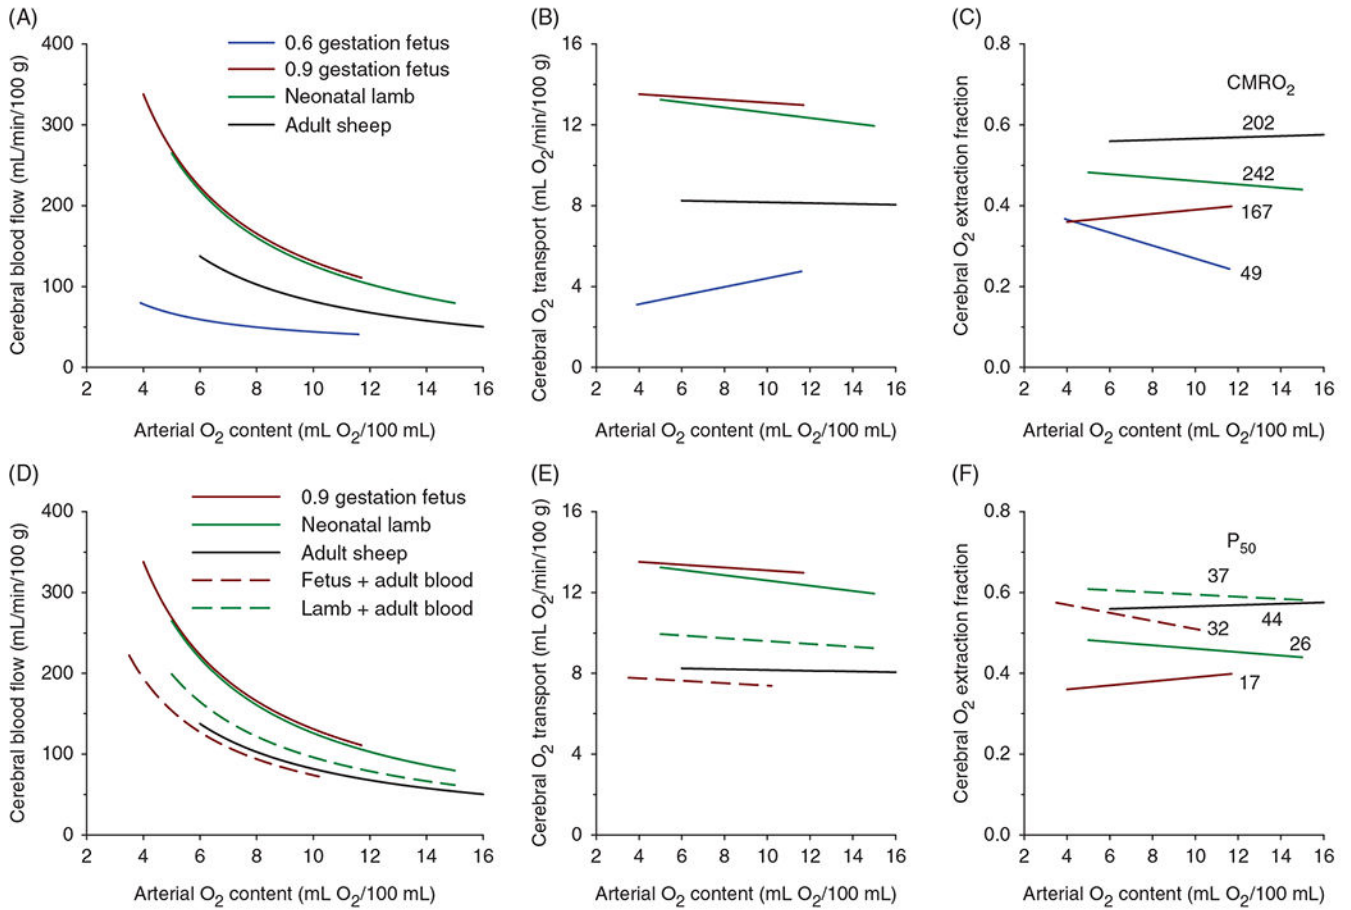 (A)
Cerebral blood flow (mL/min/100 g)
400
300
200
100
0
2 4 6 8 10 12 14 16
Arterial O2 content (mL O2/100 mL)
0.6 gestation fetus
0.9 gestation fetus
Neonatal lamb
Adult sheep
(B)
Cerebral O2 transport (mL O2/min/100 g)
16
12
8
4
0
2 4 6 8 10 12 14 16
Arterial O2 content (mL O2/100 mL)
(C)
Cerebral O2 extraction fraction
0.8
0.6
0.4
0.2
0.0
CMRO2
202
242
167
49
2 4 6 8 10 12 14 16
Arterial O2 content (mL O2/100 mL)
(D)
Cerebral blood flow (mL/min/100 g)
400
300
200
100
0
2 4 6 8 10 12 14 16
Arterial O2 content (mL O2/100 mL)
0.9 gestation fetus
Neonatal lamb
Adult sheep
Fetus + adult blood
Lamb + adult blood
(E)
Cerebral O2 transport (mL O2/min/100 g)
16
12
8
4
0
2 4 6 8 10 12 14 16
Arterial O2 content (mL O2/100 mL)
(F)
Cerebral O2 extraction fraction
0.8
0.6
0.4
0.2
0.0
P50
37
32
44
26
17
2 4 6 8 10 12 14 16
Arterial O2 content (mL O2/100 mL)